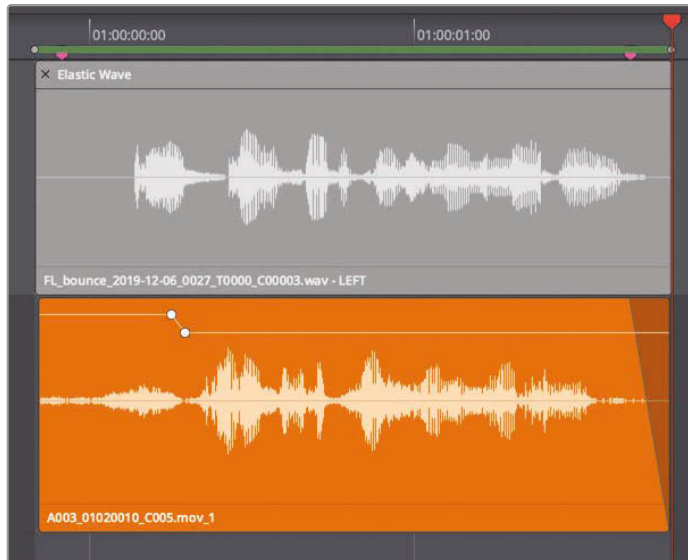 01:00:00:00
01:00:01:00
Elastic Wave
FL_bounce_2019-12-06_0027_T0000_C00003.wav - LEFT
A003_01020010_C005.mov_1